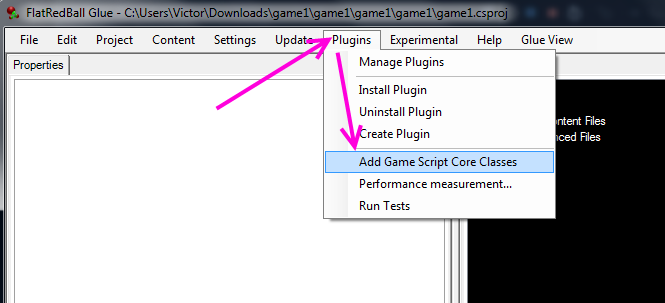 FlatRedBall Glue - C:\Users\Victor\Downloads\game1\game1\game1\game1\game1.csproj
File Edit Project Content Settings Update Plugins Experimental Help Glue View
Properties
Manage Plugins
Install Plugin
Uninstall Plugin
Create Plugin
Add Game Script Core Classes
Performance measurement...
Run Tests
ontent Files
nced Files